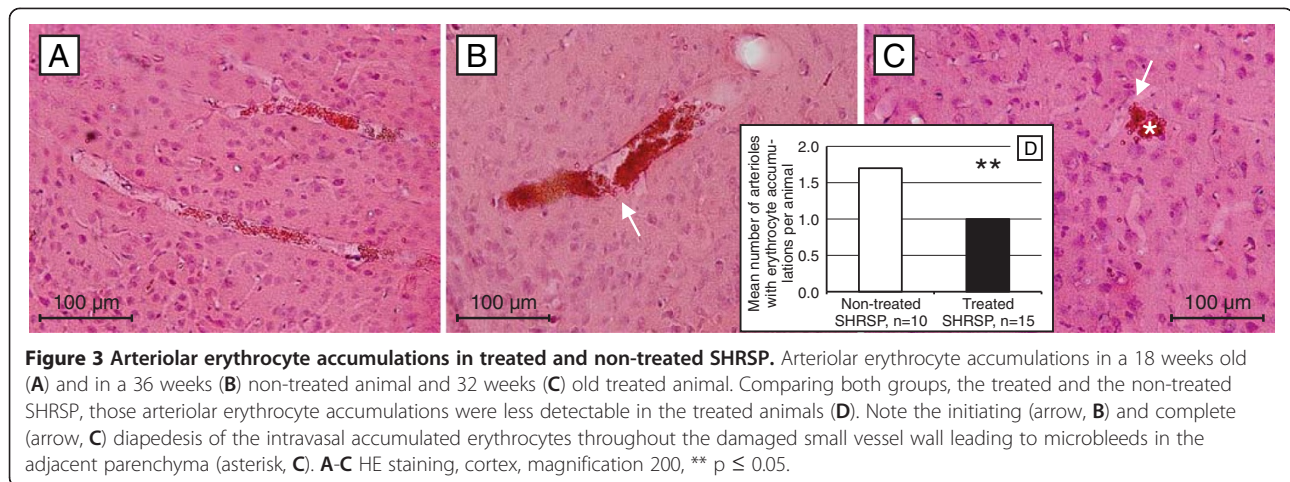 A
B
C
D
100 µm
100 µm
100 µm
Mean number of arterioles
with erythrocyte accumu-
lations per animal
2.0
1.5
1.0
0.5
0.0
**
Non-treated
SHRSP, n=10
Treated
SHRSP, n=15
*
Figure 3 Arteriolar erythrocyte accumulations in treated and non-treated SHRSP. Arteriolar erythrocyte accumulations in a 18 weeks old
(A) and in a 36 weeks (B) non-treated animal and 32 weeks (C) old treated animal. Comparing both groups, the treated and the non-treated
SHRSP, those arteriolar erythrocyte accumulations were less detectable in the treated animals (D). Note the initiating (arrow, B) and complete
(arrow, C) diapedesis of the intravasal accumulated erythrocytes throughout the damaged small vessel wall leading to microbleeds in the
adjacent parenchyma (asterisk, C). A-C HE staining, cortex, magnification 200, ** p ≤ 0.05.